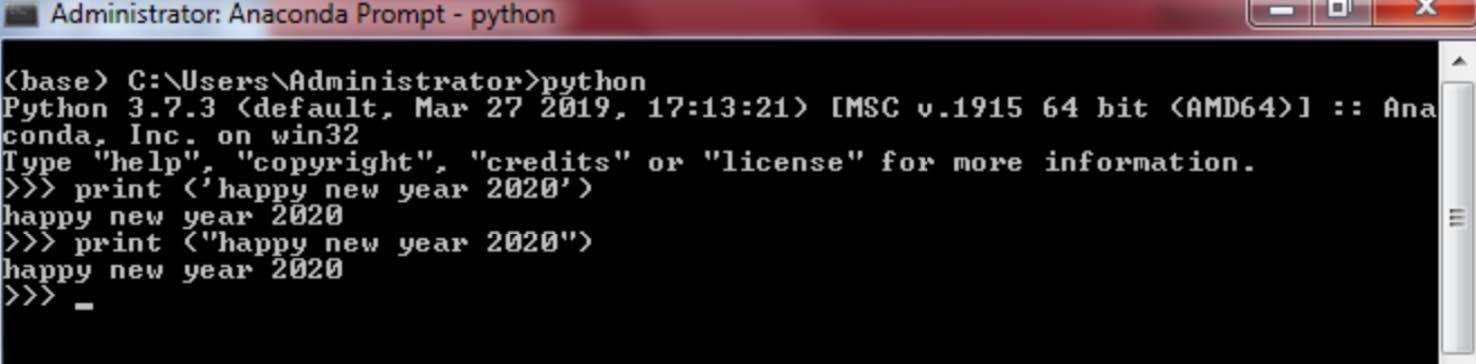 Administrator: Anaconda Prompt - python
(base) C:\Users\Administrator>python
Python 3.7.3 (default, Mar 27 2019, 17:13:21) [MSC v.1915 64 bit (AMD64)] :: Ana
conda, Inc. on win32
Type "help", "copyright", "credits" or "license" for more information.
>>> print ('happy new year 2020')
happy new year 2020
>>> print ("happy new year 2020")
happy new year 2020
>>> _